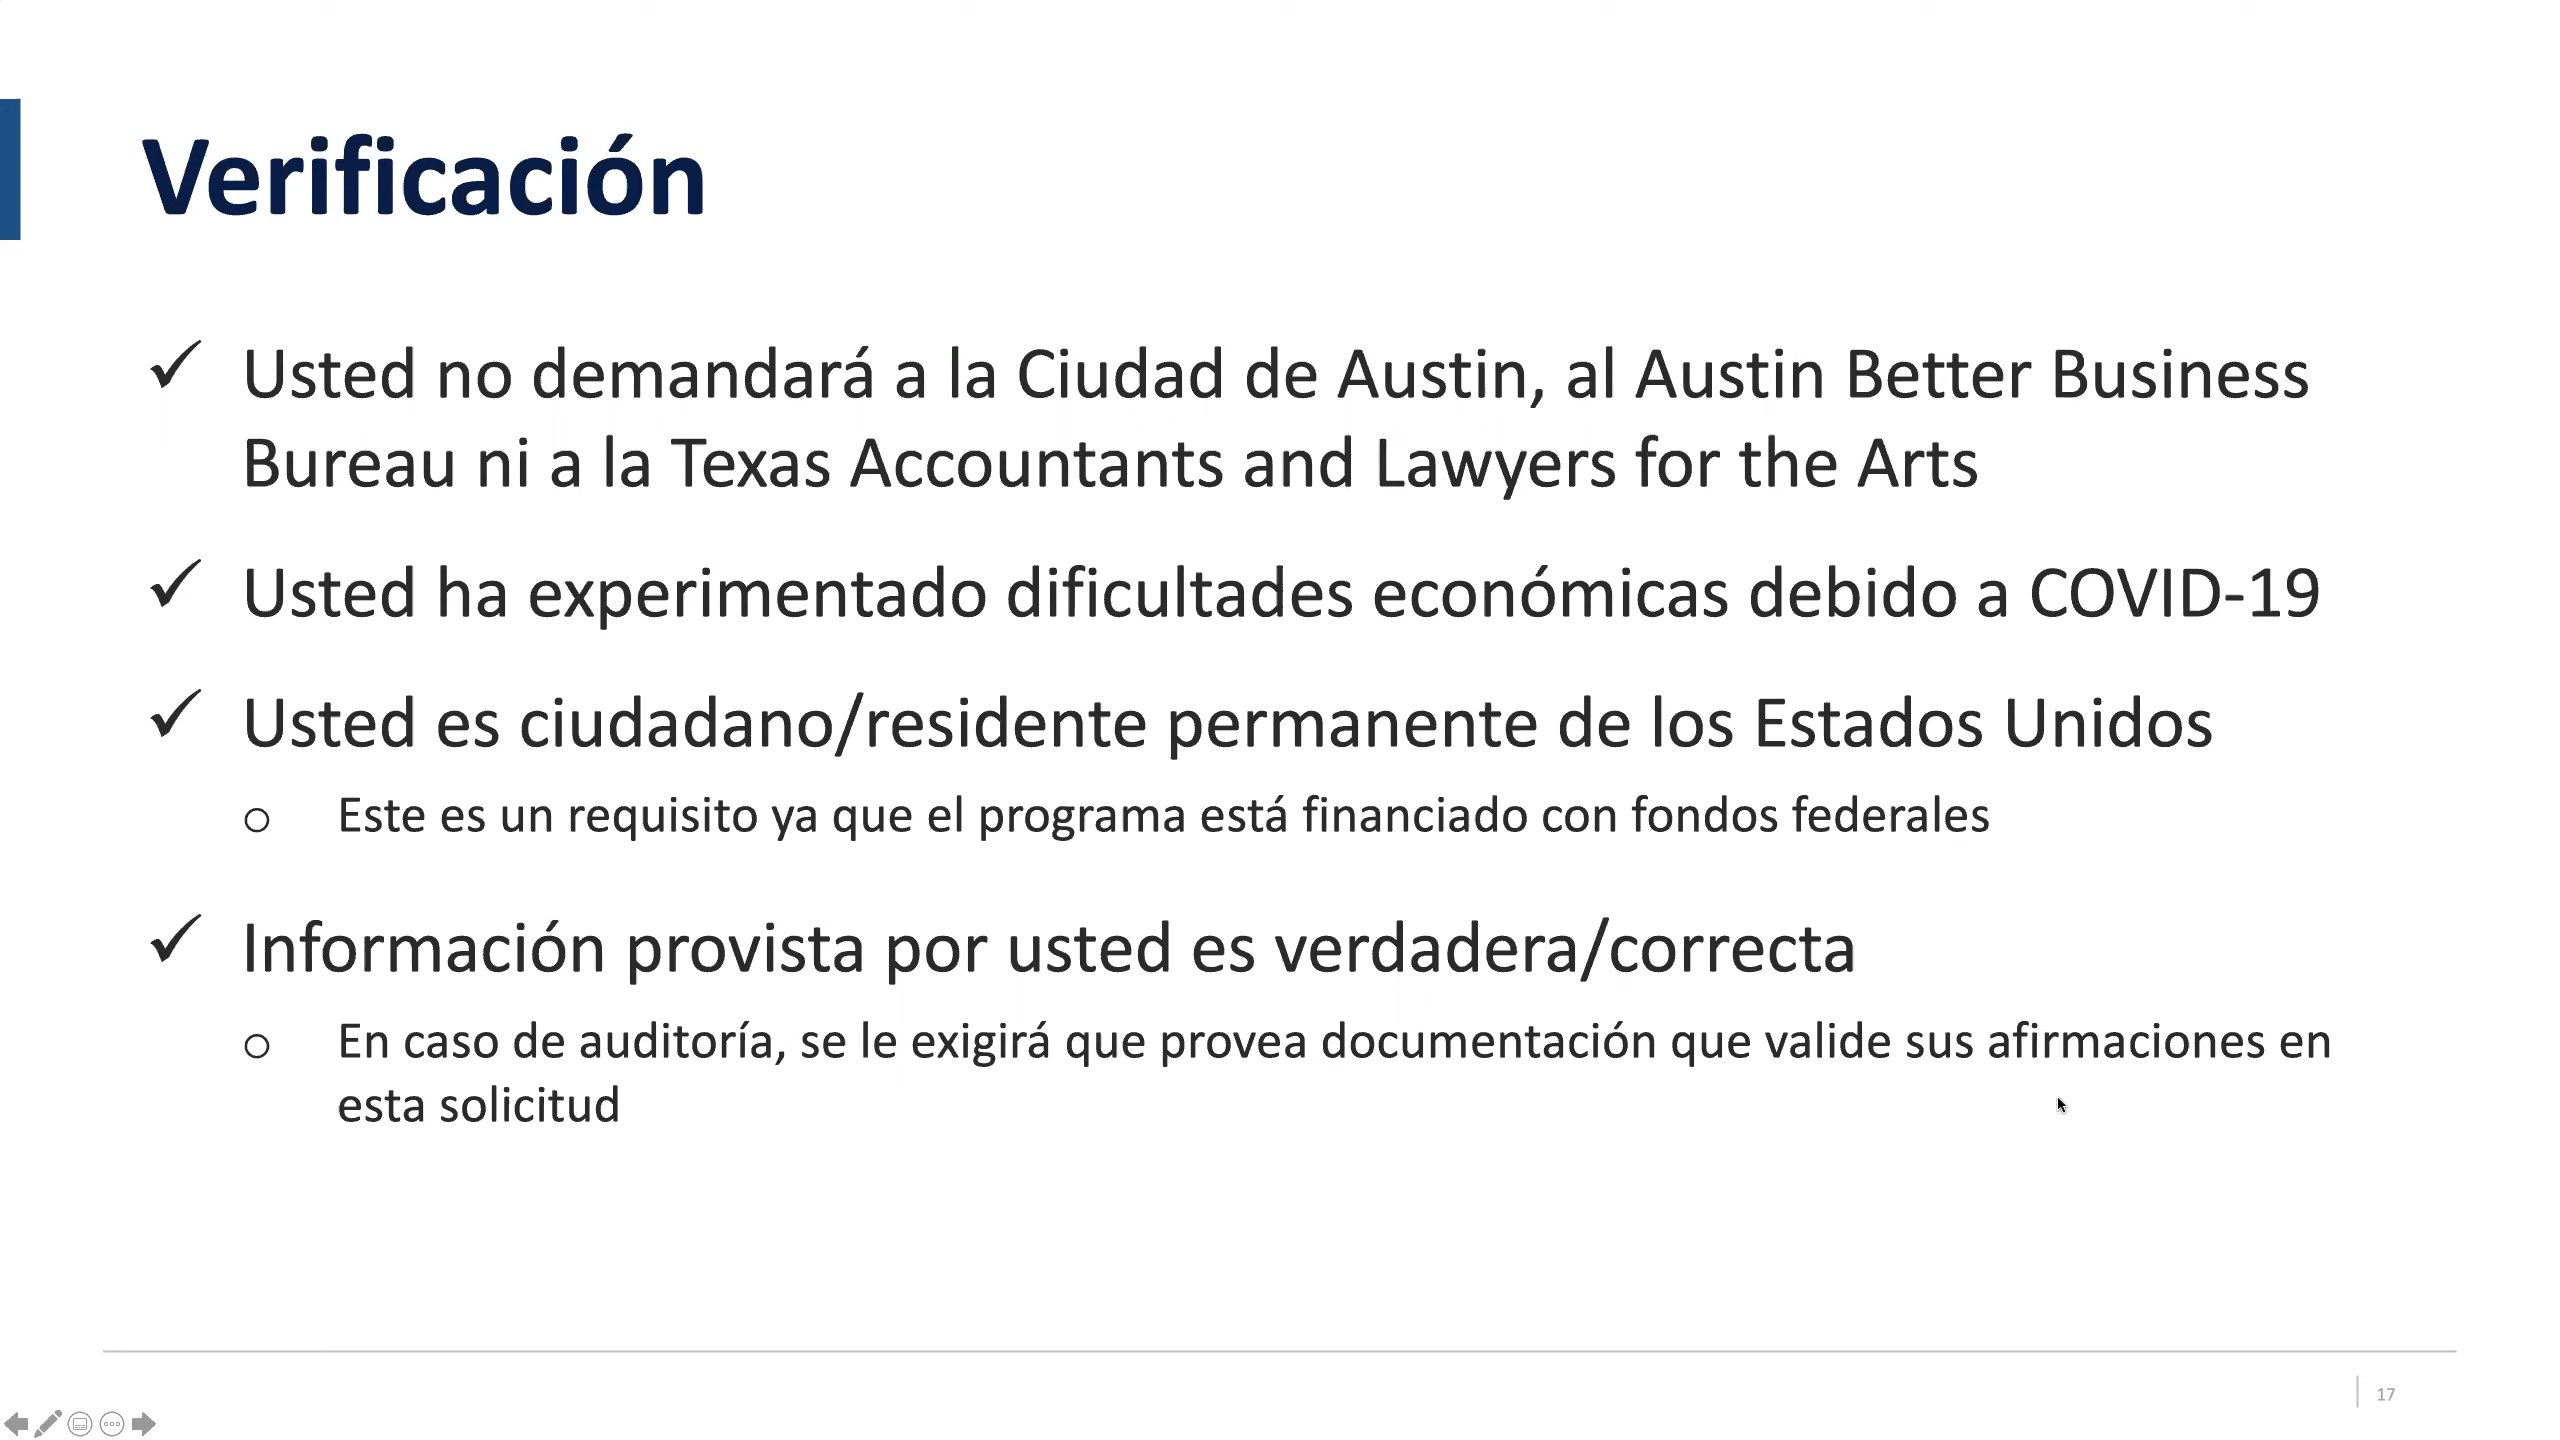 Verificación
✓ Usted no demandará a la Ciudad de Austin, al Austin Better Business
Bureau ni a la Texas Accountants and Lawyers for the Arts
✓ Usted ha experimentado dificultades económicas debido a COVID-19
✓ Usted es ciudadano/residente permanente de los Estados Unidos
o Este es un requisito ya que el programa está financiado con fondos federales
✓ Información provista por usted es verdadera/correcta
o En caso de auditoría, se le exigirá que provea documentación que valide sus afirmaciones en
esta solicitud
17